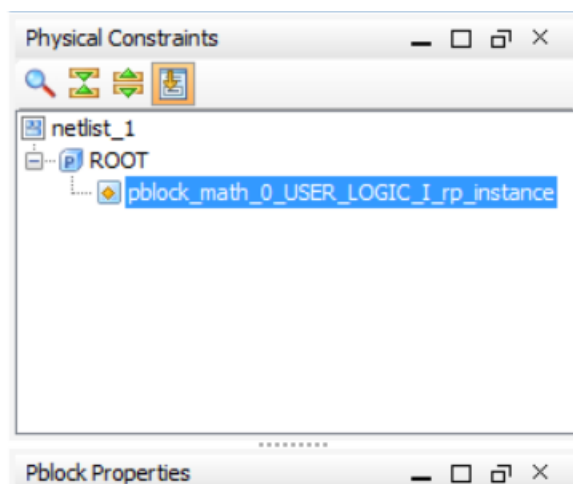 Physical Constraints
netlist_1
ROOT
pblock_math_0_USER_LOGIC_I_rp_instance
Pblock Properties